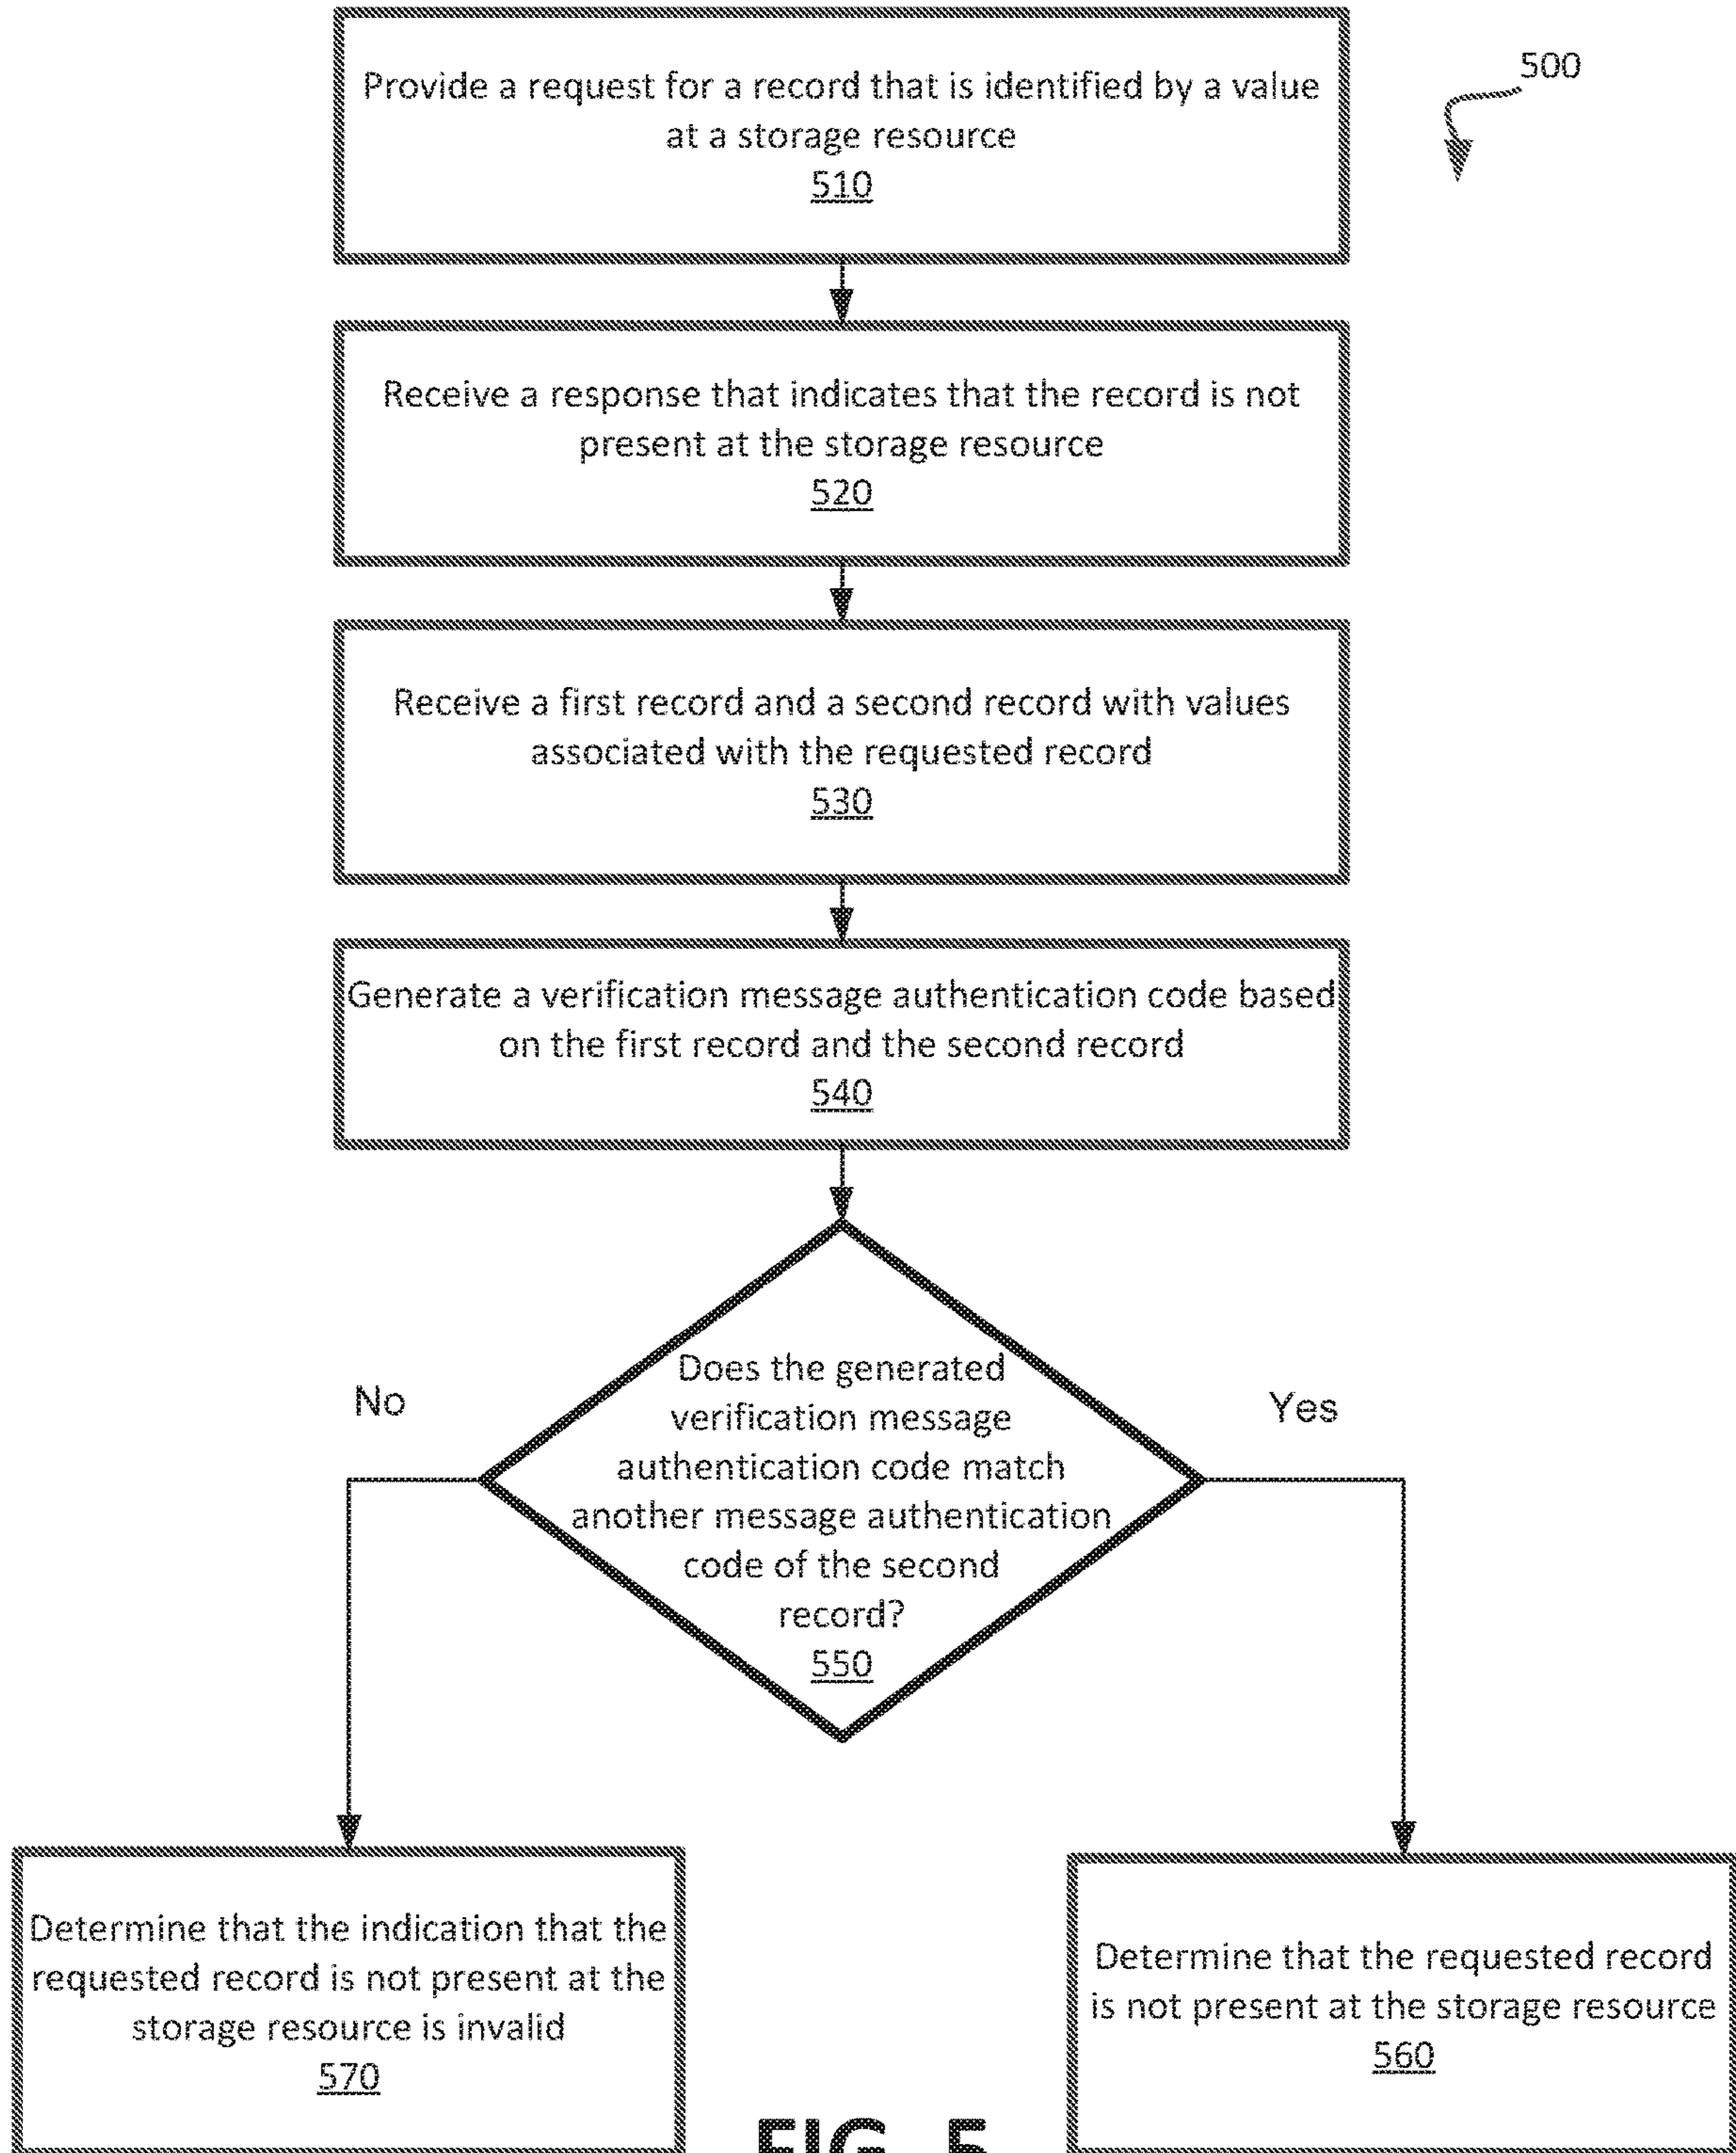 500
Provide a request for a record that is identified by a value
at a storage resource
510
Receive a response that indicates that the record is not
present at the storage resource
520
Receive a first record and a second record with values
associated with the requested record
530
Generate a verification message authentication code based
on the first record and the second record
540
Does the generated
verification message
authentication code match
another message authentication
code of the second
record?
550
No
Yes
Determine that the indication that the
requested record is not present at the
storage resource is invalid
570
Determine that the requested record
is not present at the storage resource
560
FIG. 5